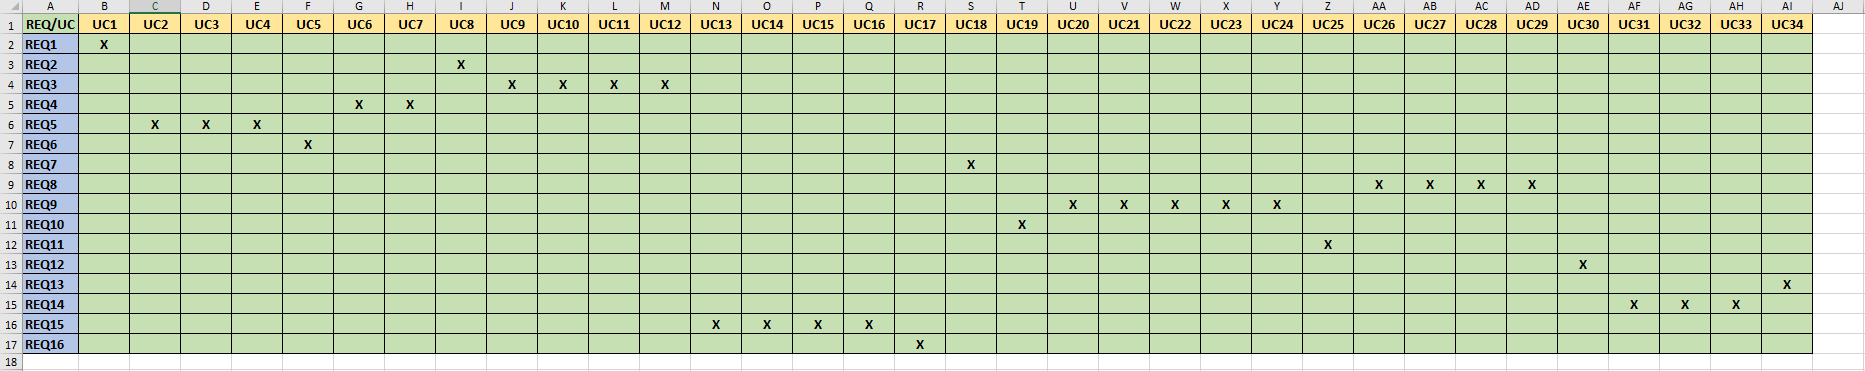 A B C D E F G H I J K L M N O P Q R S T U V W X Y Z AA AB AC AD AE AF AG AH AI AJ
1 REQ/UC UC1 UC2 UC3 UC4 UC5 UC6 UC7 UC8 UC9 UC10 UC11 UC12 UC13 UC14 UC15 UC16 UC17 UC18 UC19 UC20 UC21 UC22 UC23 UC24 UC25 UC26 UC27 UC28 UC29 UC30 UC31 UC32 UC33 UC34
2 REQ1 X
3 REQ2 X
4 REQ3 X X X X
5 REQ4 X X
6 REQ5 X X X
7 REQ6 X
8 REQ7 X
9 REQ8 X X X X
10 REQ9 X X X X X
11 REQ10 X
12 REQ11 X
13 REQ12 X
14 REQ13 X
15 REQ14 X X X
16 REQ15 X X X X
17 REQ16 X
18